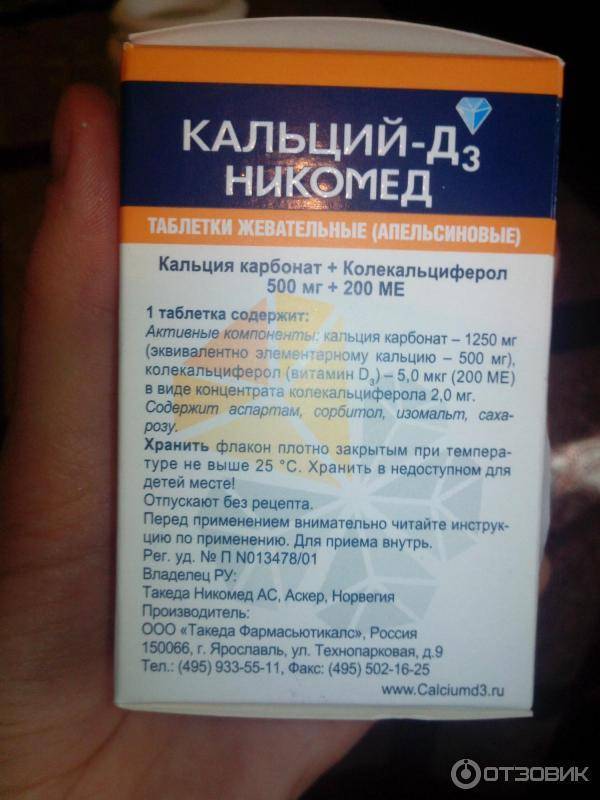 КАЛЬЦИЙ-Д3
НИКОМЕД
ТАБЛЕТКИ ЖЕВАТЕЛЬНЫЕ (АПЕЛЬСИНОВЫЕ)
Кальция карбонат + Колекальциферол
500 мг + 200 МЕ
1 таблетка содержит:
Активные компоненты: кальция карбонат – 1250 мг
(эквивалентно элементарному кальцию – 500 мг),
колекальциферол (витамин D3) – 5,0 мкг (200 МЕ)
в виде концентрата колекальциферола 2,0 мг.
Содержит аспартам, сорбитол, изомальт, саха-
розу.
Хранить флакон плотно закрытым при темпера-
туре не выше 25 °С. Хранить в недоступном для
детей месте!
Отпускают без рецепта.
Перед применением внимательно читайте инструк-
цию по применению. Для приема внутрь.
Рег. уд. № П N013478/01
Владелец РУ:
Такеда Никомед АС, Аскер, Норвегия
Производитель:
ООО «Такеда Фармасьютикалс», Россия
150066, г. Ярославль, ул. Технопарковая, д.9
Тел.: (495) 933-55-11, Факс: (495) 502-16-25
www.Calciumd3.ru
ОТЗОВИК